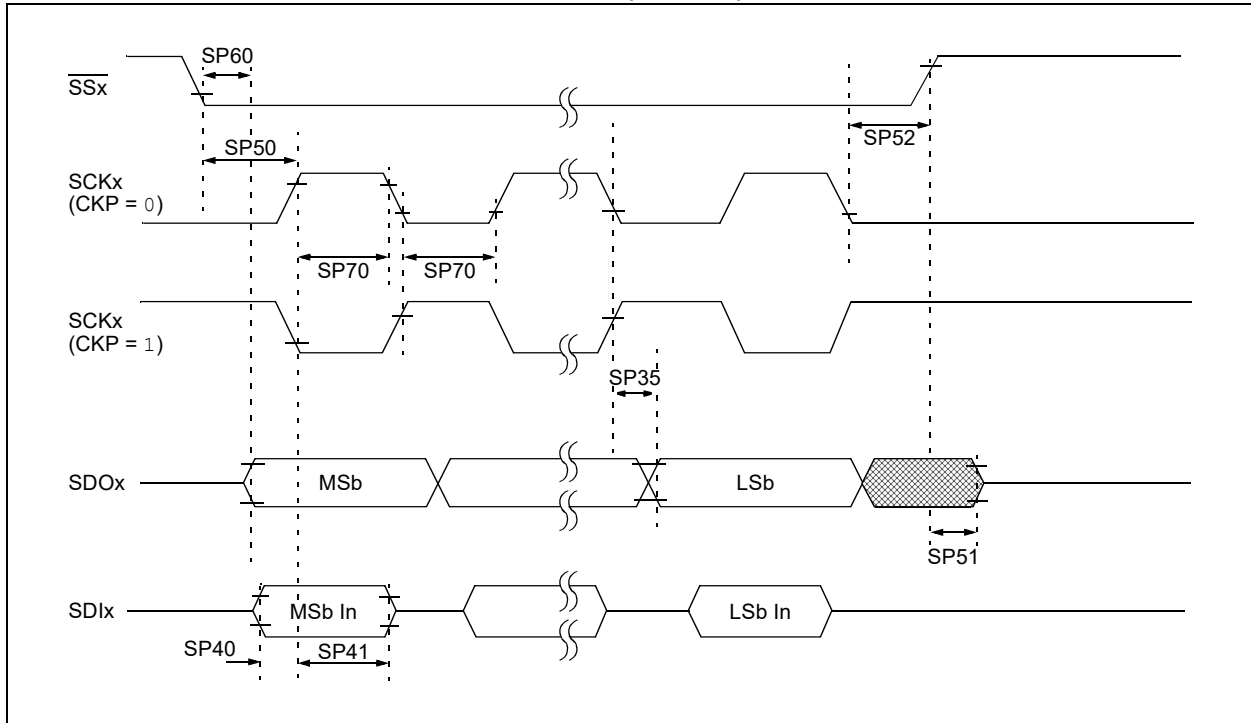 SP60
SSx
SP52
SP50
SCKx
(CKP = 0)
SP70
SP70
SCKx
(CKP = 1)
SP35
SDOx
MSb
LSb
SP51
SDIx
MSb In
LSb In
SP40
SP41